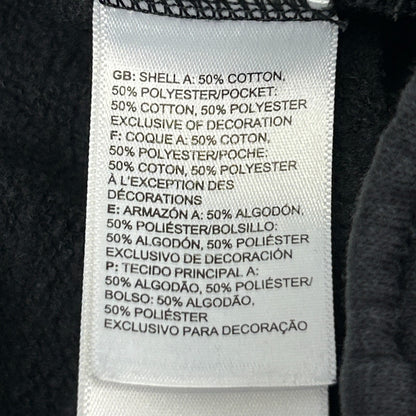 GB: SHELL A: 50% COTTON,
50% POLYESTER/POCKET:
50% COTTON, 50% POLYESTER
EXCLUSIVE OF DECORATION
F: COQUE A: 50% COTON,
50% POLYESTER/POCHE:
50% COTON, 50% POLYESTER
À L'EXCEPTION DES
DÉCORATIONS
E: ARMAZÓN A: 50% ALGODÓN,
50% POLIÉSTER/BOLSILLO:
50% ALGODÓN, 50% POLIÉSTER
EXCLUSIVO DE DECORACIÓN
P: TECIDO PRINCIPAL A:
50% ALGODÃO, 50% POLIÉSTER/
BOLSO: 50% ALGODÃO,
50% POLIÉSTER
EXCLUSIVO PARA DECORAÇÃO